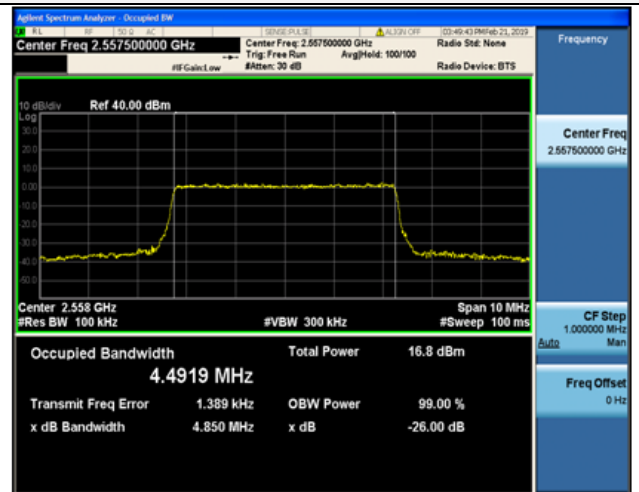 Agilent Spectrum Analyzer - Occupied BW
RL RF 50 Ω AC SENSE:PULSE ALIGN OFF 03:49:43 PM Feb 21, 2019
Center Freq 2.557500000 GHz Center Freq: 2.557500000 GHz Radio Std: None Frequency
Trig: Free Run Avg|Hold: 100/100
#IFGain:Low #Atten: 30 dB Radio Device: BTS
10 dB/div Ref 40.00 dBm
Log
30.0
20.0
10.0
0.00
-10.0
-20.0
-30.0
-40.0
-50.0
Center Freq
2.557500000 GHz
Center 2.558 GHz Span 10 MHz
#Res BW 100 kHz #VBW 300 kHz #Sweep 100 ms
CF Step
1.000000 MHz
Auto Man
Occupied Bandwidth Total Power 16.8 dBm
4.4919 MHz
Transmit Freq Error 1.389 kHz OBW Power 99.00 %
x dB Bandwidth 4.850 MHz x dB -26.00 dB
Freq Offset
0 Hz